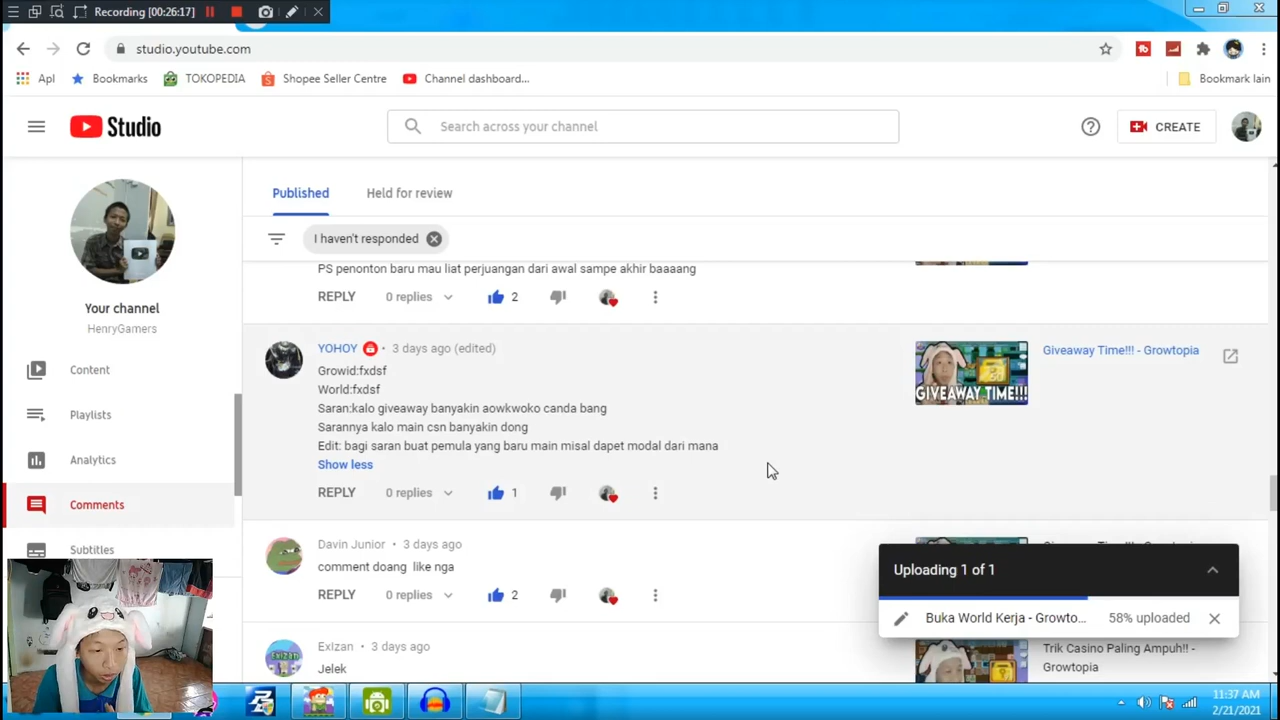 Recording (00:26:17)
studio.youtube.com
Apl
Bookmarks
TOKOPEDIA
Shopee Seller Centre
Channel dashboard...
Bookmark lain
Studio
Search across your channel
CREATE
Published
Held for review
I haven't responded
Your channel
HenryGamers
Content
Playlists
Analytics
Comments
Subtitles
PS penonton baru mau liat perjuangan dari awal sampe akhir baaaang
REPLY 0 replies 2
YOHOY • 3 days ago (edited)
Growid:fxdsf
World:fxdsf
Saran:kalo giveaway banyakin aowkwoko canda bang
Sarannya kalo main csn banyakin dong
Edit: bagi saran buat pemula yang baru main misal dapet modal dari mana
Show less
REPLY 0 replies 1
GIVEAWAY TIME!!!
Giveaway Time!!! - Growtopia
Davin Junior • 3 days ago
comment doang like nga
REPLY 0 replies 2
Exizan • 3 days ago
Jelek
Uploading 1 of 1
Buka World Kerja - Growto... 58% uploaded
Trik Casino Paling Ampuh!! -
Growtopia
11:37 AM
2/21/2021